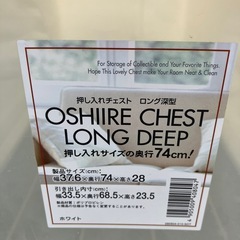 For Storage of Collectible and Your Favorite Things.
Hope This Lovely Chest make Your Room Neat & Clean
押し入れチェスト ロング深型
OSHIIRE CHEST
LONG DEEP
押し入れサイズの奥行74cm!
製品サイズ(cm):
幅37.6×奥行74×高さ28
引き出し内寸(cm):
幅33.5×奥行68.5×高さ23.5
ホワイト